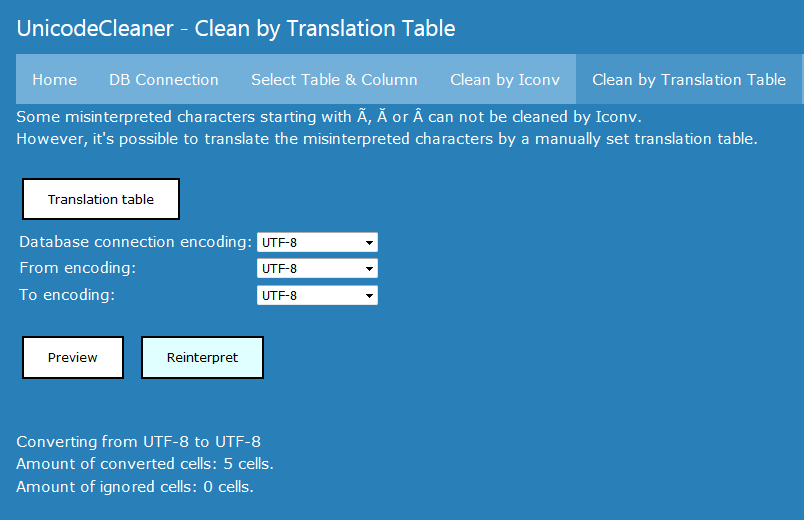 UnicodeCleaner - Clean by Translation Table
Home DB Connection Select Table & Column Clean by Iconv Clean by Translation Table
Some misinterpreted characters starting with Ã, Ă or Â can not be cleaned by Iconv.
However, it's possible to translate the misinterpreted characters by a manually set translation table.
Translation table
Database connection encoding: UTF-8
From encoding: UTF-8
To encoding: UTF-8
Preview Reinterpret
Converting from UTF-8 to UTF-8
Amount of converted cells: 5 cells.
Amount of ignored cells: 0 cells.